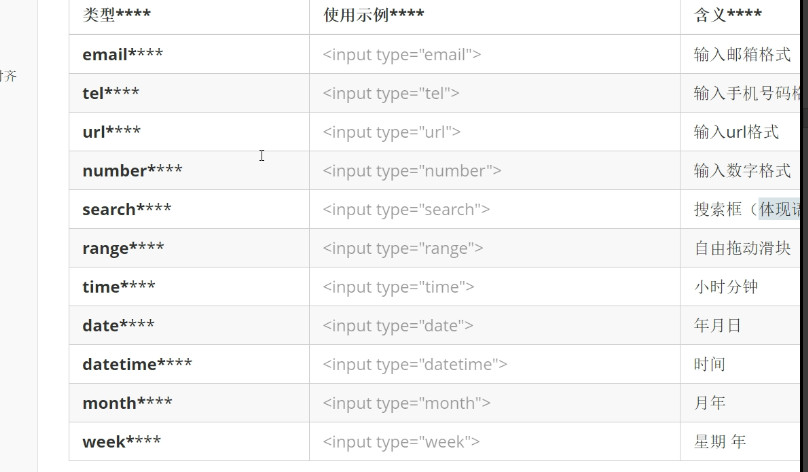 类型**** 使用示例**** 含义****
email**** <input type="email"> 输入邮箱格式
对齐
tel**** <input type="tel"> 输入手机号码格
url**** <input type="url"> 输入url格式
number**** <input type="number"> 输入数字格式
search**** <input type="search"> 搜索框（体现语
range**** <input type="range"> 自由拖动滑块
time**** <input type="time"> 小时分钟
date**** <input type="date"> 年月日
datetime**** <input type="datetime"> 时间
month**** <input type="month"> 月年
week**** <input type="week"> 星期 年